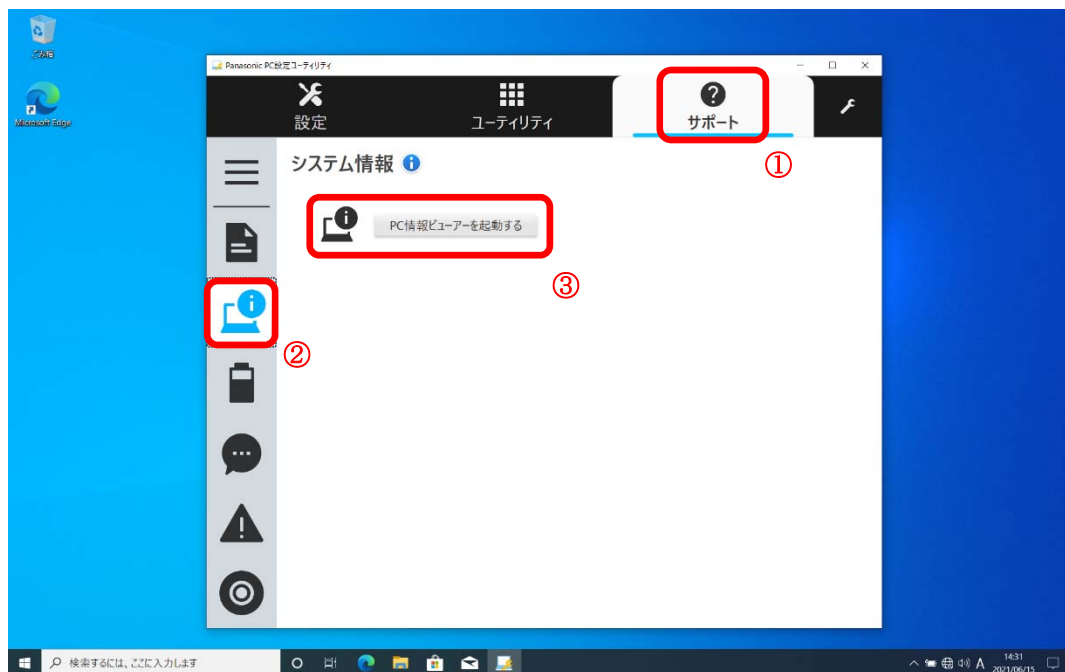 ごみ箱
Microsoft Edge
Panasonic PC設定ユーティリティ
設定
ユーティリティ
サポート
①
システム情報
PC情報ビューアーを起動する
③
②
検索するには、ここに入力します
A
14:31
2021/06/15